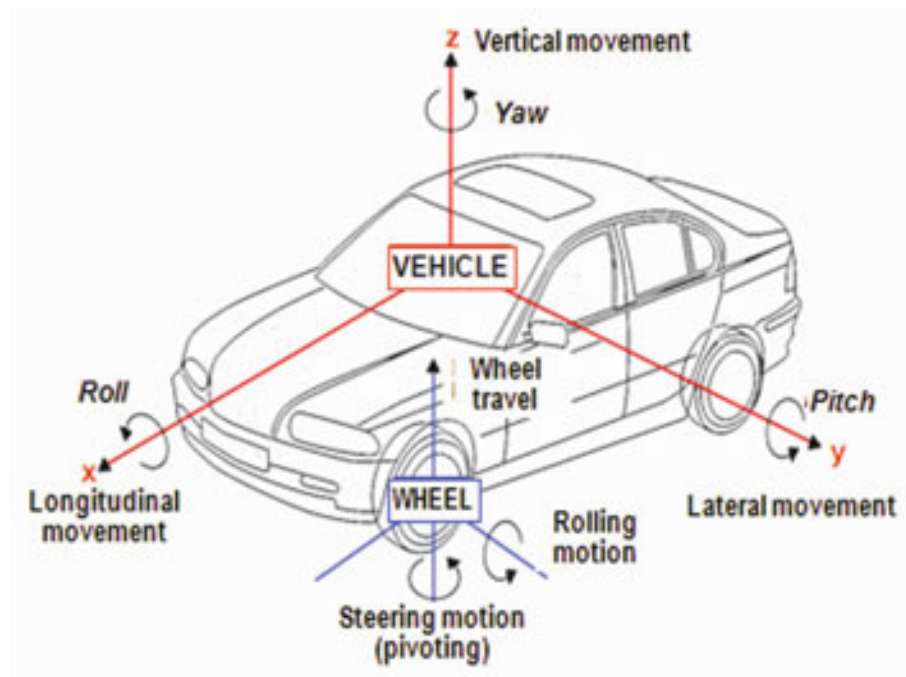 z Vertical movement
Yaw
VEHICLE
Wheel
travel
Roll
Pitch
x
y
Longitudinal
movement
WHEEL
Lateral movement
Rolling
motion
Steering motion
(pivoting)